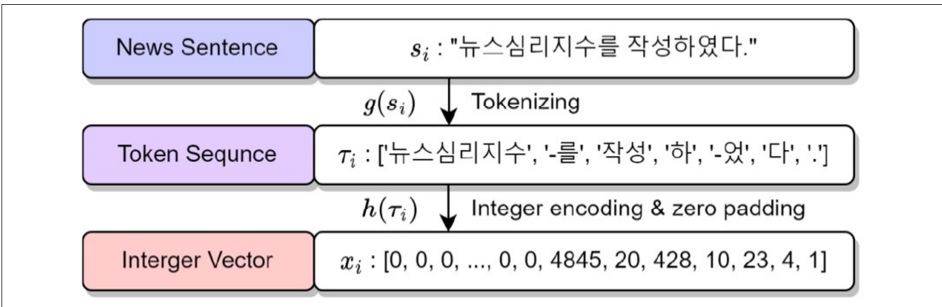 News Sentence s_i : "뉴스심리지수를 작성하였다."
g(s_i) Tokenizing
Token Sequnce τ_i : ['뉴스심리지수', '-를', '작성', '하', '-었', '다', '.']
h(τ_i) Integer encoding & zero padding
Interger Vector x_i : [0, 0, 0, ..., 0, 0, 4845, 20, 428, 10, 23, 4, 1]